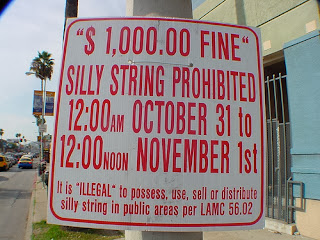 "$ 1,000.00 FINE"
SILLY STRING PROHIBITED
12:00AM OCTOBER 31 to
12:00NOON NOVEMBER 1st
It is "ILLEGAL" to possess, use, sell or distribute
silly string in public areas per LAMC 56.02